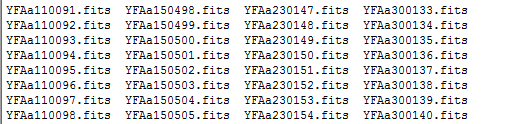 YFAa110091.fits YFAa150498.fits YFAa230147.fits YFAa300133.fits
YFAa110092.fits YFAa150499.fits YFAa230148.fits YFAa300134.fits
YFAa110093.fits YFAa150500.fits YFAa230149.fits YFAa300135.fits
YFAa110094.fits YFAa150501.fits YFAa230150.fits YFAa300136.fits
YFAa110095.fits YFAa150502.fits YFAa230151.fits YFAa300137.fits
YFAa110096.fits YFAa150503.fits YFAa230152.fits YFAa300138.fits
YFAa110097.fits YFAa150504.fits YFAa230153.fits YFAa300139.fits
YFAa110098.fits YFAa150505.fits YFAa230154.fits YFAa300140.fits